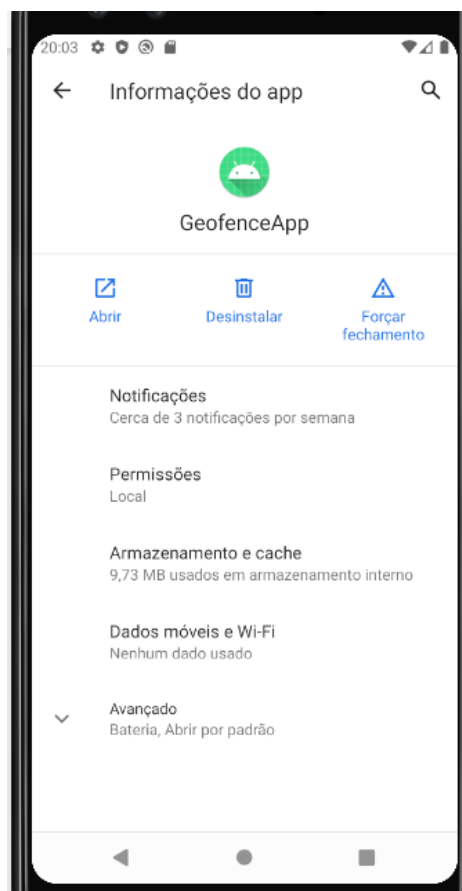 20:03
Informações do app
GeofenceApp
Abrir
Desinstalar
Forçar
fechamento
Notificações
Cerca de 3 notificações por semana
Permissões
Local
Armazenamento e cache
9,73 MB usados em armazenamento interno
Dados móveis e Wi-Fi
Nenhum dado usado
Avançado
Bateria, Abrir por padrão